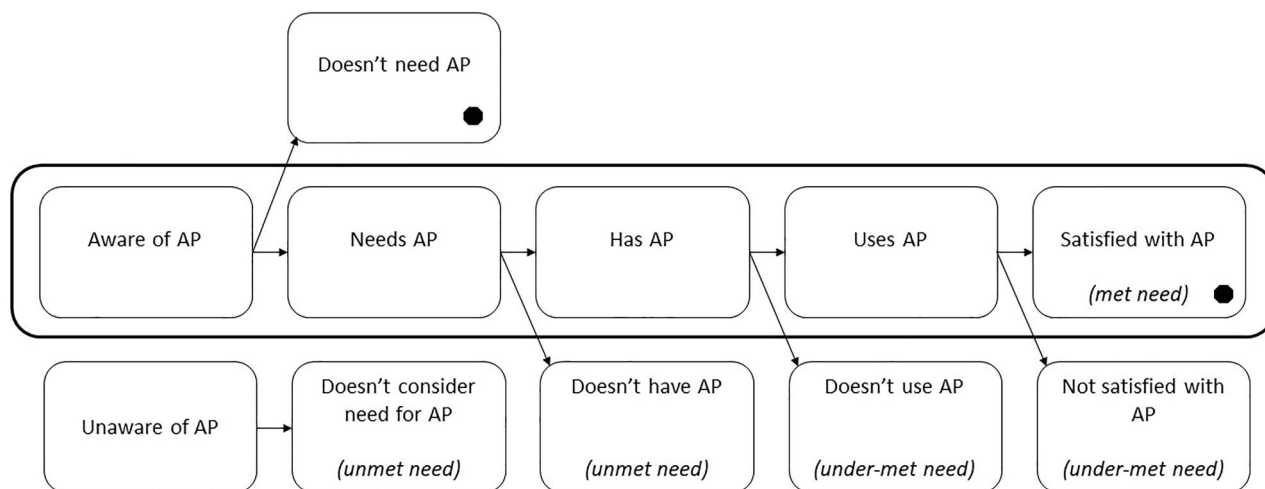 Doesn’t need AP
Aware of AP
Needs AP
Has AP
Uses AP
Satisfied with AP
(met need)
Unaware of AP
Doesn’t consider
need for AP
(unmet need)
Doesn’t have AP
(unmet need)
Doesn’t use AP
(under-met need)
Not satisfied with
AP
(under-met need)